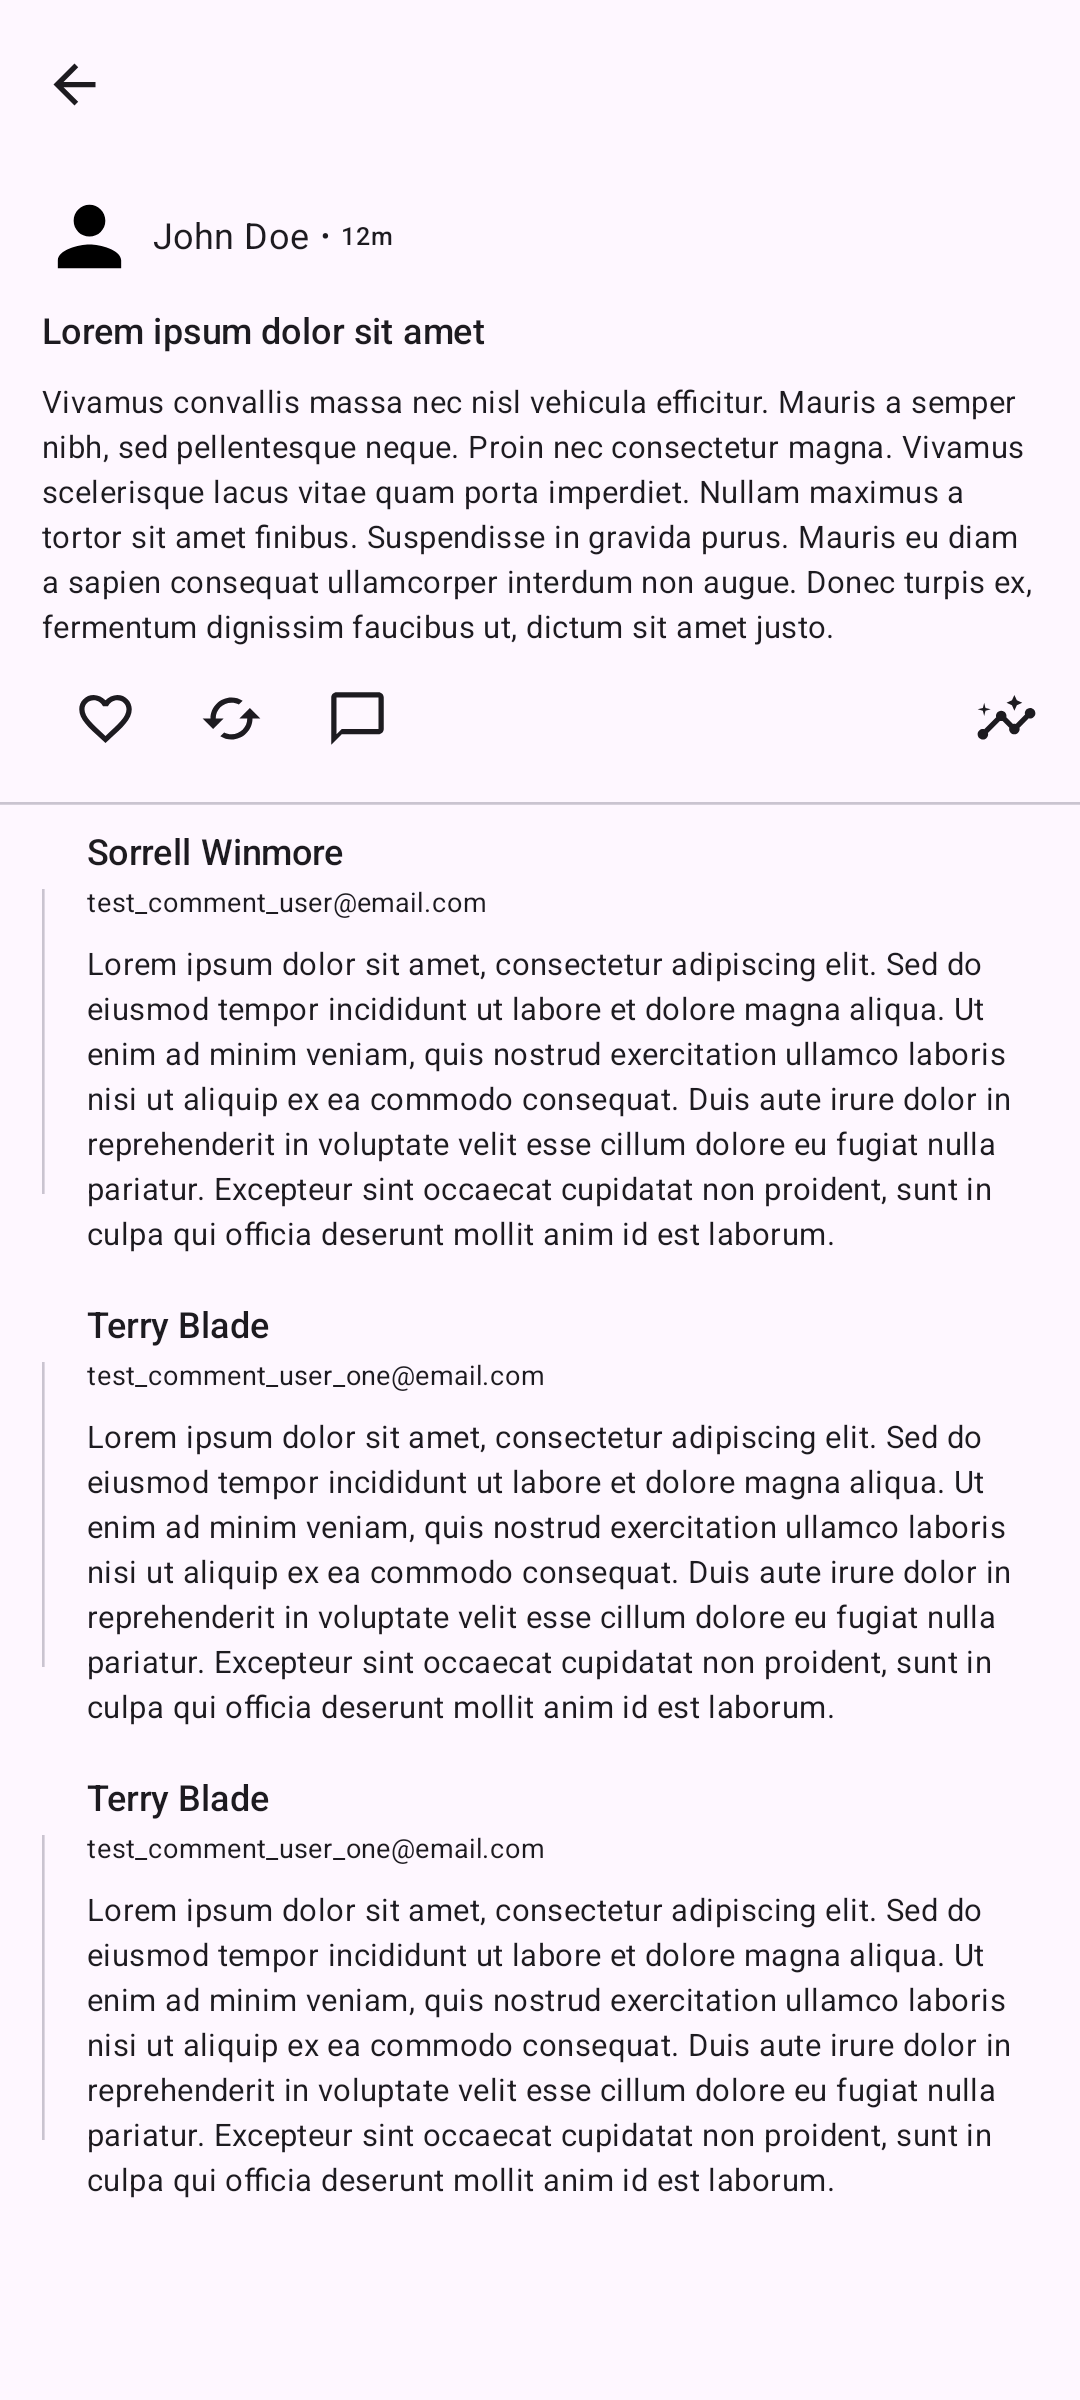 John Doe • 12m
Lorem ipsum dolor sit amet
Vivamus convallis massa nec nisl vehicula efficitur. Mauris a semper
nibh, sed pellentesque neque. Proin nec consectetur magna. Vivamus
scelerisque lacus vitae quam porta imperdiet. Nullam maximus a
tortor sit amet finibus. Suspendisse in gravida purus. Mauris eu diam
a sapien consequat ullamcorper interdum non augue. Donec turpis ex,
fermentum dignissim faucibus ut, dictum sit amet justo.
Sorrell Winmore
test_comment_user@email.com
Lorem ipsum dolor sit amet, consectetur adipiscing elit. Sed do
eiusmod tempor incididunt ut labore et dolore magna aliqua. Ut
enim ad minim veniam, quis nostrud exercitation ullamco laboris
nisi ut aliquip ex ea commodo consequat. Duis aute irure dolor in
reprehenderit in voluptate velit esse cillum dolore eu fugiat nulla
pariatur. Excepteur sint occaecat cupidatat non proident, sunt in
culpa qui officia deserunt mollit anim id est laborum.
Terry Blade
test_comment_user_one@email.com
Lorem ipsum dolor sit amet, consectetur adipiscing elit. Sed do
eiusmod tempor incididunt ut labore et dolore magna aliqua. Ut
enim ad minim veniam, quis nostrud exercitation ullamco laboris
nisi ut aliquip ex ea commodo consequat. Duis aute irure dolor in
reprehenderit in voluptate velit esse cillum dolore eu fugiat nulla
pariatur. Excepteur sint occaecat cupidatat non proident, sunt in
culpa qui officia deserunt mollit anim id est laborum.
Terry Blade
test_comment_user_one@email.com
Lorem ipsum dolor sit amet, consectetur adipiscing elit. Sed do
eiusmod tempor incididunt ut labore et dolore magna aliqua. Ut
enim ad minim veniam, quis nostrud exercitation ullamco laboris
nisi ut aliquip ex ea commodo consequat. Duis aute irure dolor in
reprehenderit in voluptate velit esse cillum dolore eu fugiat nulla
pariatur. Excepteur sint occaecat cupidatat non proident, sunt in
culpa qui officia deserunt mollit anim id est laborum.